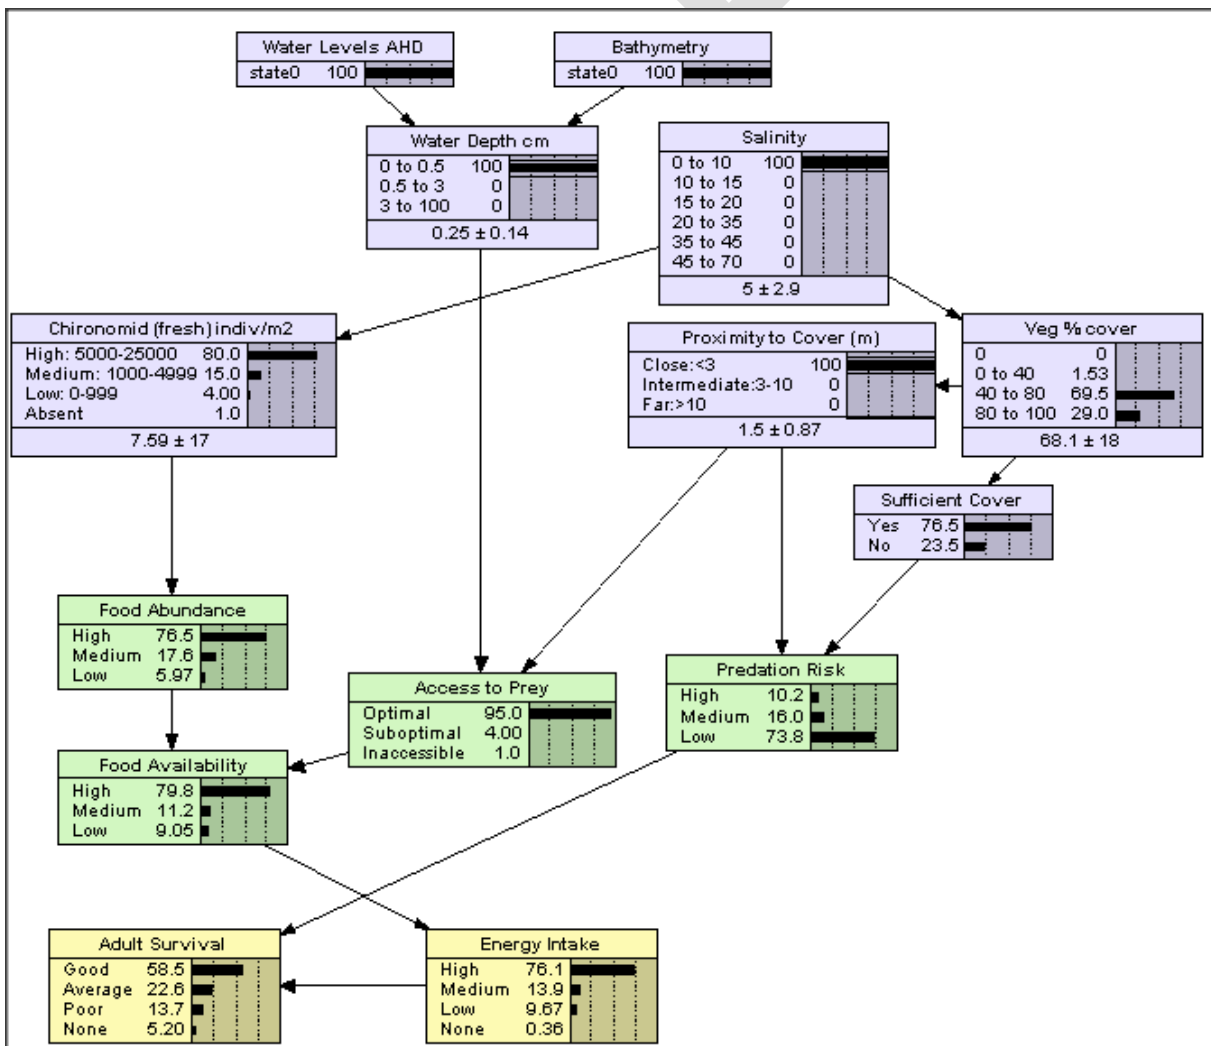 Water Levels AHD
state0 100
Bathymetry
state0 100
Water Depth cm
0 to 0.5 100
0.5 to 3 0
3 to 100 0
0.25 ± 0.14
Salinity
0 to 10 100
10 to 15 0
15 to 20 0
20 to 35 0
35 to 45 0
45 to 70 0
5 ± 2.9
Chironomid (fresh) indiv/m2
High: 5000-25000 80.0
Medium: 1000-4999 15.0
Low: 0-999 4.00
Absent 1.0
7.59 ± 17
Proximity to Cover (m)
Close:<3 100
Intermediate:3-10 0
Far:>10 0
1.5 ± 0.87
Veg % cover
0 0
0 to 40 1.53
40 to 80 69.5
80 to 100 29.0
68.1 ± 18
Sufficient Cover
Yes 76.5
No 23.5
Food Abundance
High 76.5
Medium 17.6
Low 5.97
Access to Prey
Optimal 95.0
Suboptimal 4.00
Inaccessible 1.0
Predation Risk
High 10.2
Medium 16.0
Low 73.8
Food Availability
High 79.8
Medium 11.2
Low 9.05
Adult Survival
Good 58.5
Average 22.6
Poor 13.7
None 5.20
Energy Intake
High 76.1
Medium 13.9
Low 9.67
None 0.36